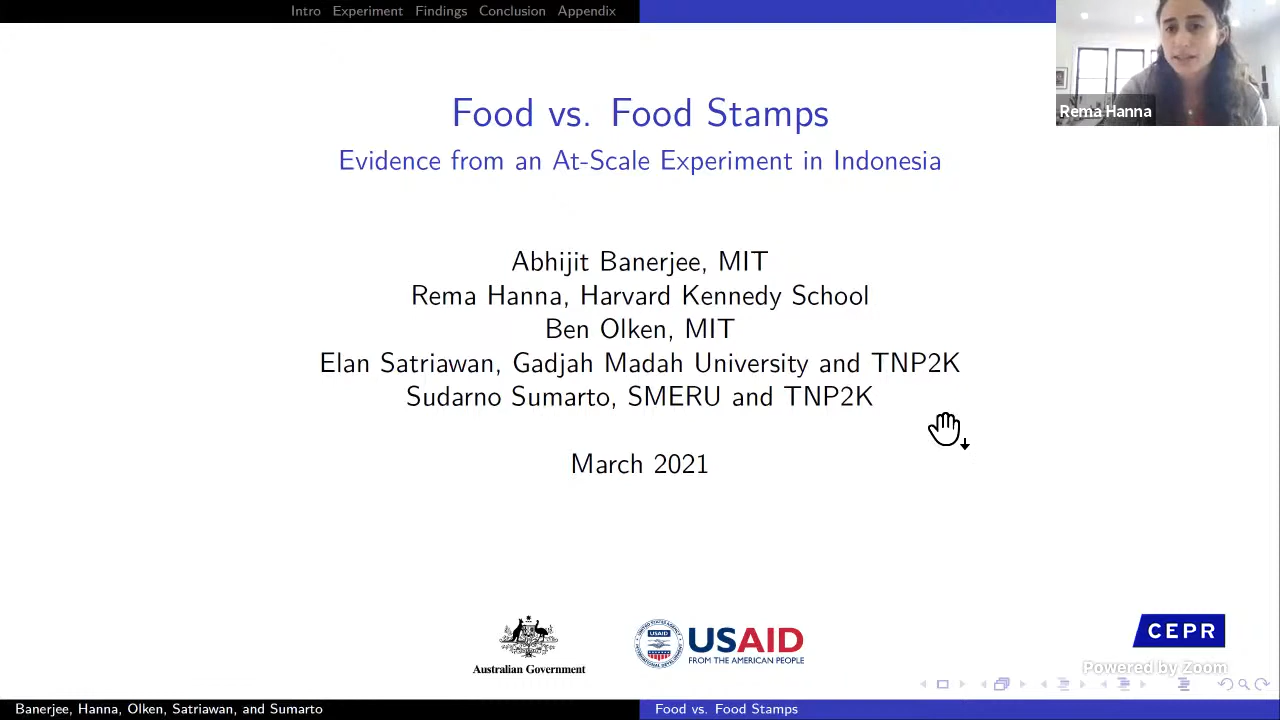 Intro Experiment Findings Conclusion Appendix
Rema Hanna
Food vs. Food Stamps
Evidence from an At-Scale Experiment in Indonesia
Abhijit Banerjee, MIT
Rema Hanna, Harvard Kennedy School
Ben Olken, MIT
Elan Satriawan, Gadjah Madah University and TNP2K
Sudarno Sumarto, SMERU and TNP2K
March 2021
Australian Government
USAID
USAID
FROM THE AMERICAN PEOPLE
CEPR
Powered by Zoom
Banerjee, Hanna, Olken, Satriawan, and Sumarto
Food vs. Food Stamps